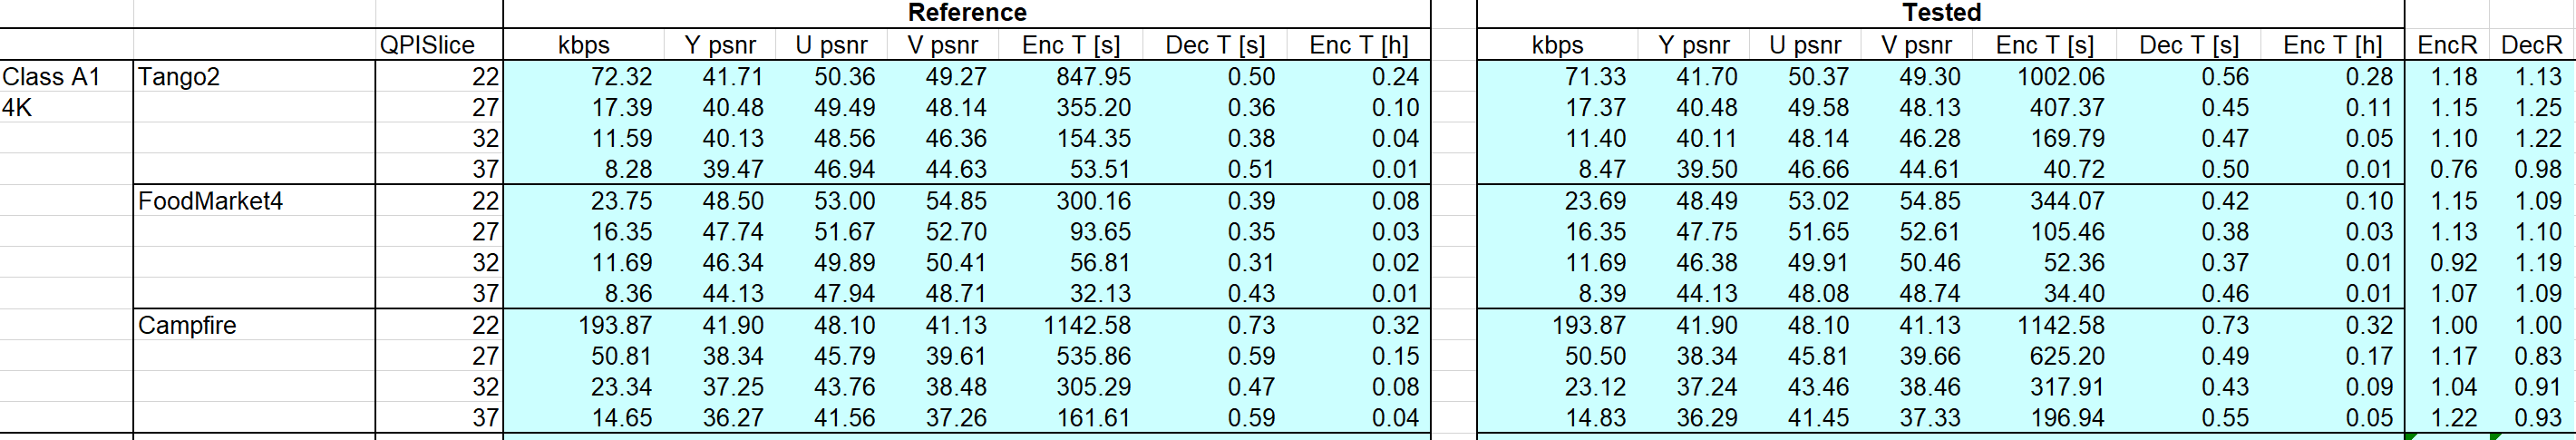 Reference Tested
QPISlice kbps Y psnr U psnr V psnr Enc T [s] Dec T [s] Enc T [h] kbps Y psnr U psnr V psnr Enc T [s] Dec T [s] Enc T [h] EncR DecR
Class A1 Tango2 22 72.32 41.71 50.36 49.27 847.95 0.50 0.24 71.33 41.70 50.37 49.30 1002.06 0.56 0.28 1.18 1.13
4K 27 17.39 40.48 49.49 48.14 355.20 0.36 0.10 17.37 40.48 49.58 48.13 407.37 0.45 0.11 1.15 1.25
32 11.59 40.13 48.56 46.36 154.35 0.38 0.04 11.40 40.11 48.14 46.28 169.79 0.47 0.05 1.10 1.22
37 8.28 39.47 46.94 44.63 53.51 0.51 0.01 8.47 39.50 46.66 44.61 40.72 0.50 0.01 0.76 0.98
FoodMarket4 22 23.75 48.50 53.00 54.85 300.16 0.39 0.08 23.69 48.49 53.02 54.85 344.07 0.42 0.10 1.15 1.09
27 16.35 47.74 51.67 52.70 93.65 0.35 0.03 16.35 47.75 51.65 52.61 105.46 0.38 0.03 1.13 1.10
32 11.69 46.34 49.89 50.41 56.81 0.31 0.02 11.69 46.38 49.91 50.46 52.36 0.37 0.01 0.92 1.19
37 8.36 44.13 47.94 48.71 32.13 0.43 0.01 8.39 44.13 48.08 48.74 34.40 0.46 0.01 1.07 1.09
Campfire 22 193.87 41.90 48.10 41.13 1142.58 0.73 0.32 193.87 41.90 48.10 41.13 1142.58 0.73 0.32 1.00 1.00
27 50.81 38.34 45.79 39.61 535.86 0.59 0.15 50.50 38.34 45.81 39.66 625.20 0.49 0.17 1.17 0.83
32 23.34 37.25 43.76 38.48 305.29 0.47 0.08 23.12 37.24 43.46 38.46 317.91 0.43 0.09 1.04 0.91
37 14.65 36.27 41.56 37.26 161.61 0.59 0.04 14.83 36.29 41.45 37.33 196.94 0.55 0.05 1.22 0.93